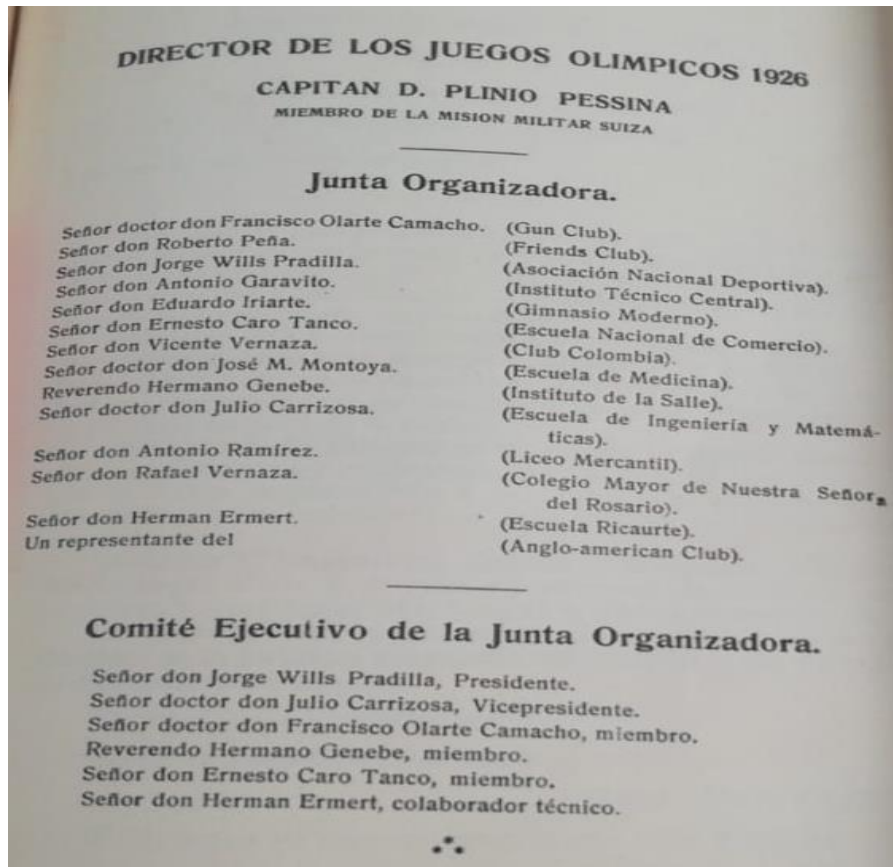 DIRECTOR DE LOS JUEGOS OLIMPICOS 1926
CAPITAN D. PLINIO PESSINA
MIEMBRO DE LA MISION MILITAR SUIZA
Junta Organizadora.
Señor doctor don Francisco Olarte Camacho. (Gun Club).
Señor don Roberto Peña. (Friends Club).
Señor don Jorge Wills Pradilla. (Asociación Nacional Deportiva).
Señor don Antonio Garavito. (Instituto Técnico Central).
Señor don Eduardo Iriarte. (Gimnasio Moderno).
Señor don Ernesto Caro Tanco. (Escuela Nacional de Comercio).
Señor don Vicente Vernaza. (Club Colombia).
Señor doctor don José M. Montoya. (Escuela de Medicina).
Reverendo Hermano Genebe. (Instituto de la Salle).
Señor doctor don Julio Carrizosa. (Escuela de Ingeniería y Matemá-
ticas).
Señor don Antonio Ramírez. (Liceo Mercantil).
Señor don Rafael Vernaza. (Colegio Mayor de Nuestra Señora
del Rosario).
Señor don Herman Ermert. (Escuela Ricaurte).
Un representante del (Anglo-american Club).
Comité Ejecutivo de la Junta Organizadora.
Señor don Jorge Wills Pradilla, Presidente.
Señor doctor don Julio Carrizosa, Vicepresidente.
Señor doctor don Francisco Olarte Camacho, miembro.
Reverendo Hermano Genebe, miembro.
Señor don Ernesto Caro Tanco, miembro.
Señor don Herman Ermert, colaborador técnico.